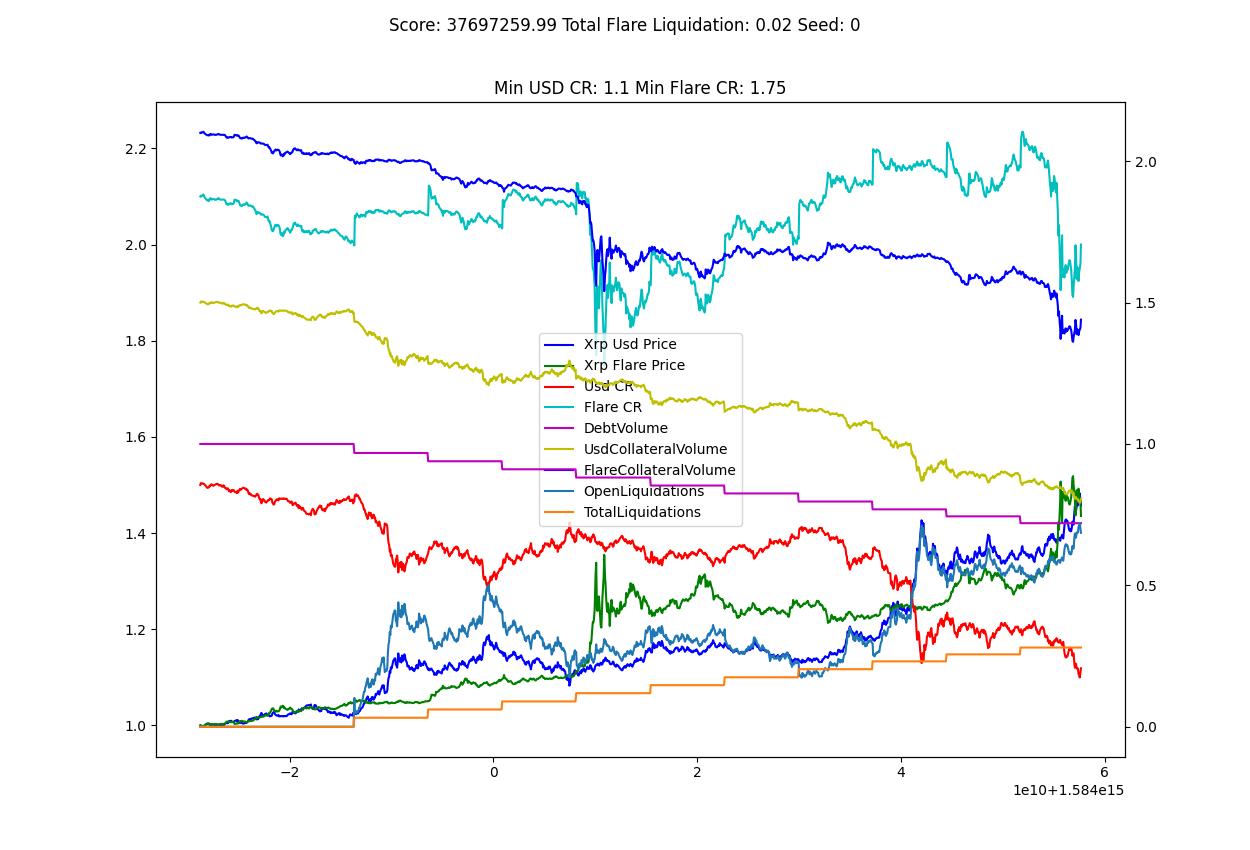 Score: 37697259.99 Total Flare Liquidation: 0.02 Seed: 0
Min USD CR: 1.1 Min Flare CR: 1.75
2.2
2.0
1.8
1.6
1.4
1.2
1.0
2.0
1.5
1.0
0.5
0.0
Xrp Usd Price
Xrp Flare Price
Usd CR
Flare CR
DebtVolume
UsdCollateralVolume
FlareCollateralVolume
OpenLiquidations
TotalLiquidations
−2 0 2 4 6
1e10+1.584e15